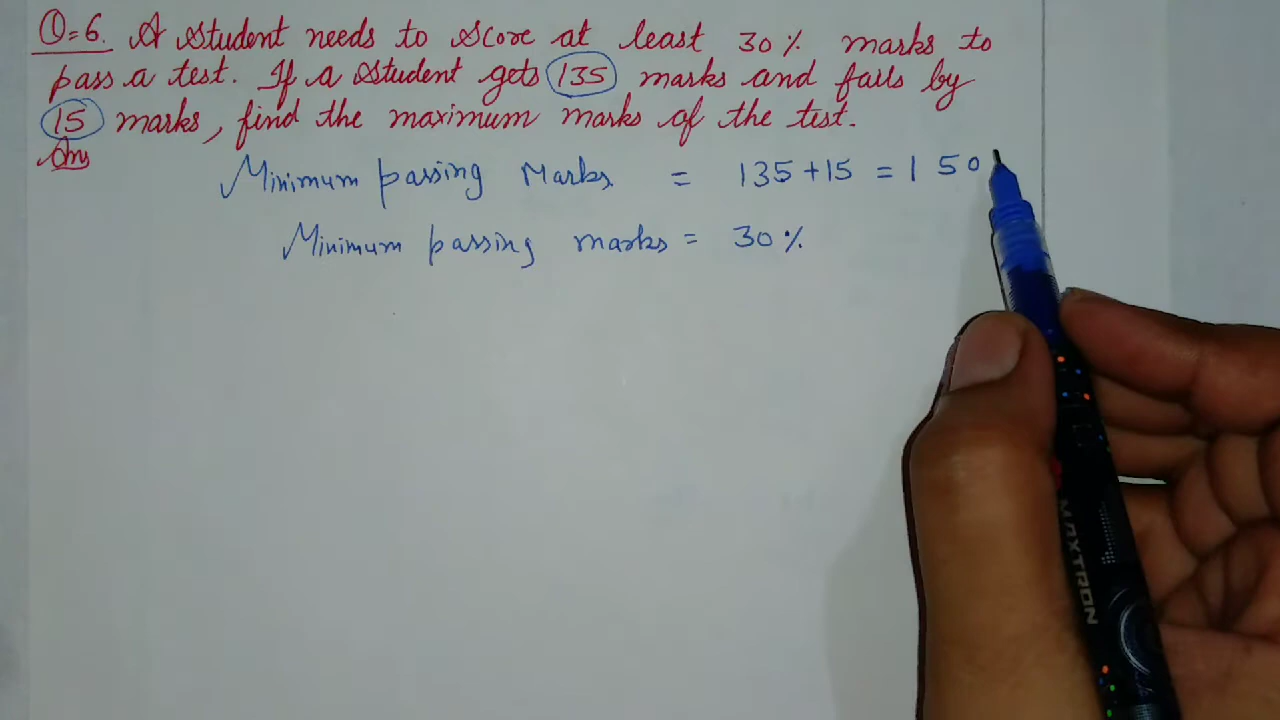 Q=6. A student needs to score at least 30% marks to
pass a test. If a student gets 135 marks and fails by
15 marks, find the maximum marks of the test.
Ans
Minimum passing Marks = 135+15 = 150
Minimum passing marks = 30%
MAXTRON